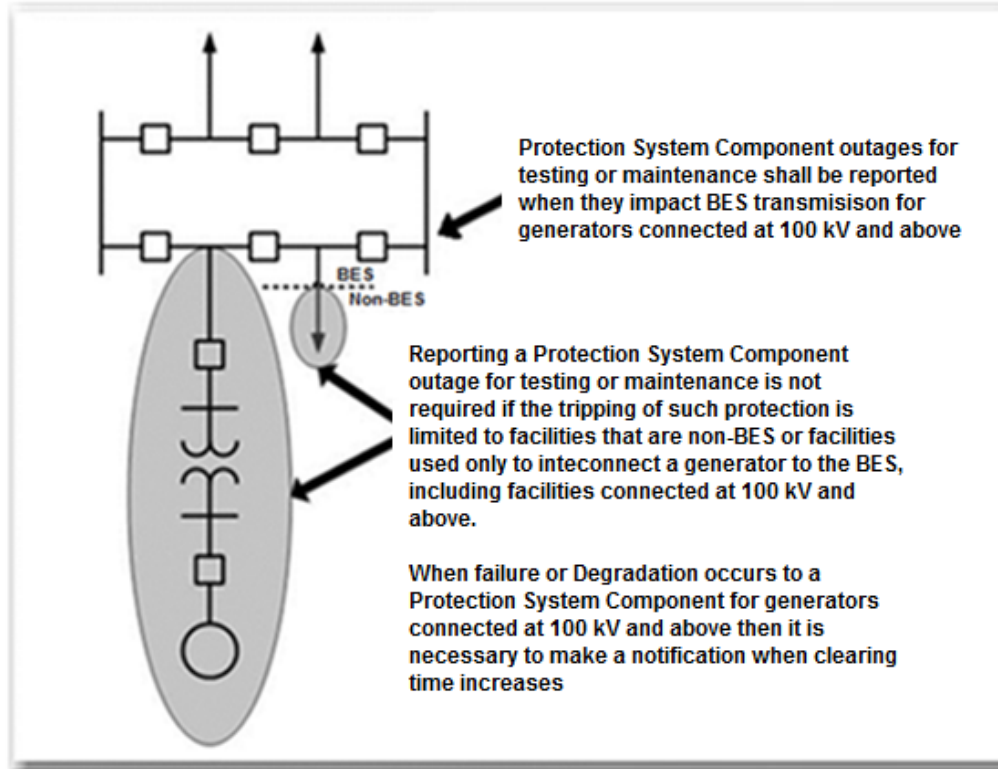 Protection System Component outages for
testing or maintenance shall be reported
when they impact BES transmisison for
generators connected at 100 kV and above
BES
Non-BES
Reporting a Protection System Component
outage for testing or maintenance is not
required if the tripping of such protection is
limited to facilities that are non-BES or facilities
used only to inteconnect a generator to the BES,
including facilities connected at 100 kV and
above.
When failure or Degradation occurs to a
Protection System Component for generators
connected at 100 kV and above then it is
necessary to make a notification when clearing
time increases